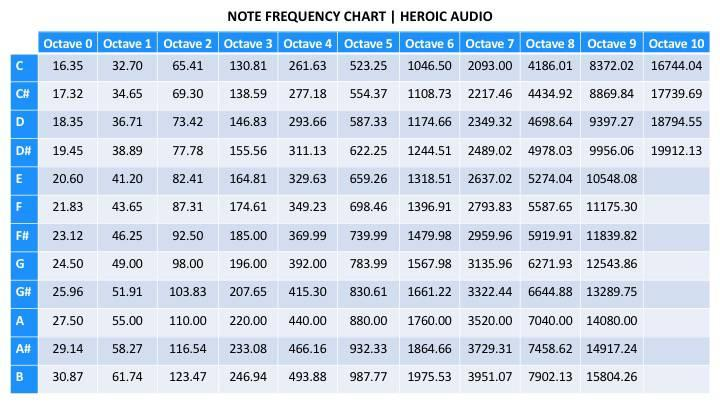 NOTE FREQUENCY CHART | HEROIC AUDIO
Octave 0 Octave 1 Octave 2 Octave 3 Octave 4 Octave 5 Octave 6 Octave 7 Octave 8 Octave 9 Octave 10
C 16.35 32.70 65.41 130.81 261.63 523.25 1046.50 2093.00 4186.01 8372.02 16744.04
C# 17.32 34.65 69.30 138.59 277.18 554.37 1108.73 2217.46 4434.92 8869.84 17739.69
D 18.35 36.71 73.42 146.83 293.66 587.33 1174.66 2349.32 4698.64 9397.27 18794.55
D# 19.45 38.89 77.78 155.56 311.13 622.25 1244.51 2489.02 4978.03 9956.06 19912.13
E 20.60 41.20 82.41 164.81 329.63 659.26 1318.51 2637.02 5274.04 10548.08
F 21.83 43.65 87.31 174.61 349.23 698.46 1396.91 2793.83 5587.65 11175.30
F# 23.12 46.25 92.50 185.00 369.99 739.99 1479.98 2959.96 5919.91 11839.82
G 24.50 49.00 98.00 196.00 392.00 783.99 1567.98 3135.96 6271.93 12543.86
G# 25.96 51.91 103.83 207.65 415.30 830.61 1661.22 3322.44 6644.88 13289.75
A 27.50 55.00 110.00 220.00 440.00 880.00 1760.00 3520.00 7040.00 14080.00
A# 29.14 58.27 116.54 233.08 466.16 932.33 1864.66 3729.31 7458.62 14917.24
B 30.87 61.74 123.47 246.94 493.88 987.77 1975.53 3951.07 7902.13 15804.26